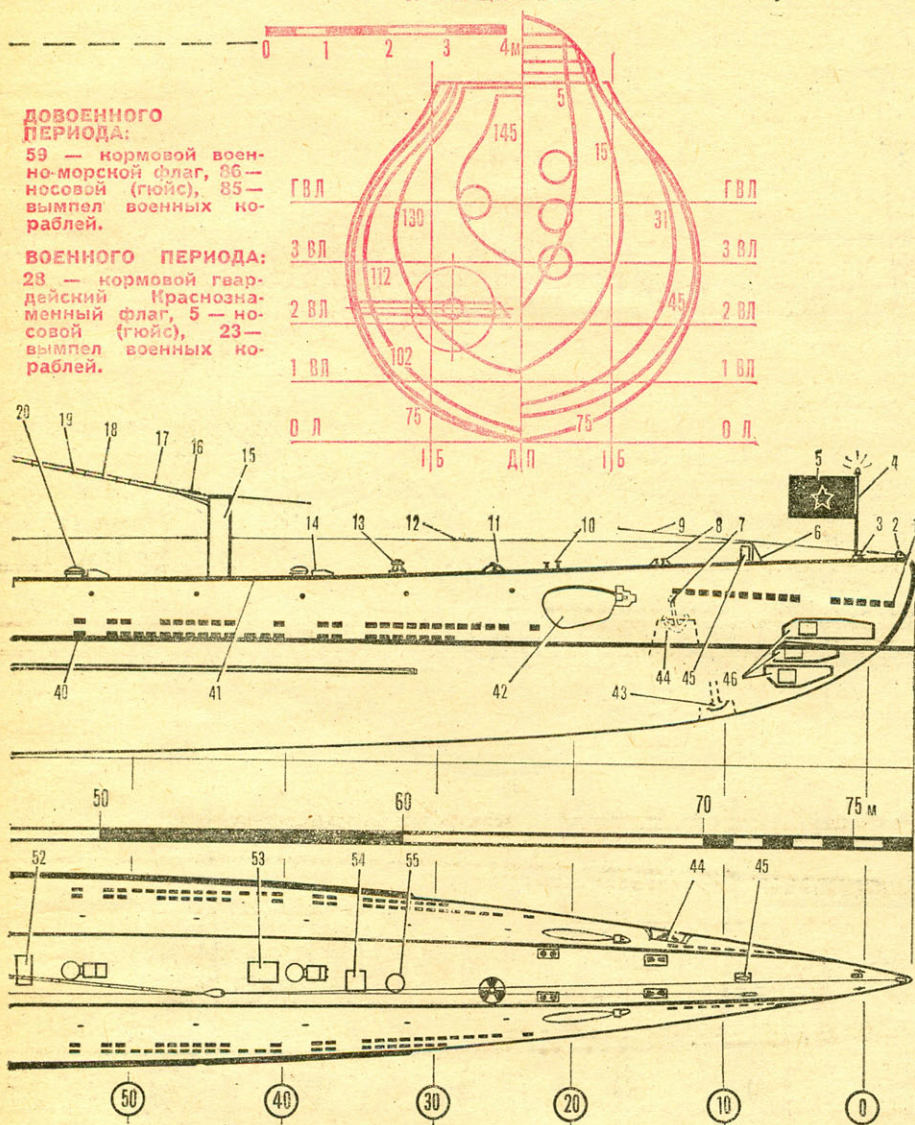 0 1 2 3 4м
ДОВОЕННОГО
ПЕРИОДА:
59 — кормовой воен-
но-морской флаг, 86—
носовой (гюйс), 85—
вымпел военных ко-
раблей.
ВОЕННОГО ПЕРИОДА:
28 — кормовой гвар-
дейский Краснозна-
менный флаг, 5 — но-
совой (гюйс), 23—
вымпел военных ко-
раблей.
5
145 15
ГВЛ ГВЛ
130 31
3 ВЛ 3 ВЛ
112
2 ВЛ 45 2 ВЛ
102
1 ВЛ 1 ВЛ
75 75
0 Л 0 Л.
1 Б ДП 1 Б
20 19 18 17 16 15 14 13 12 11 10 9 8 7 6 5 4 3 2 1
40 41 42 43 44 45 46
50 60 70 75 м
52 53 54 55 44 45
50 40 30 20 10 0